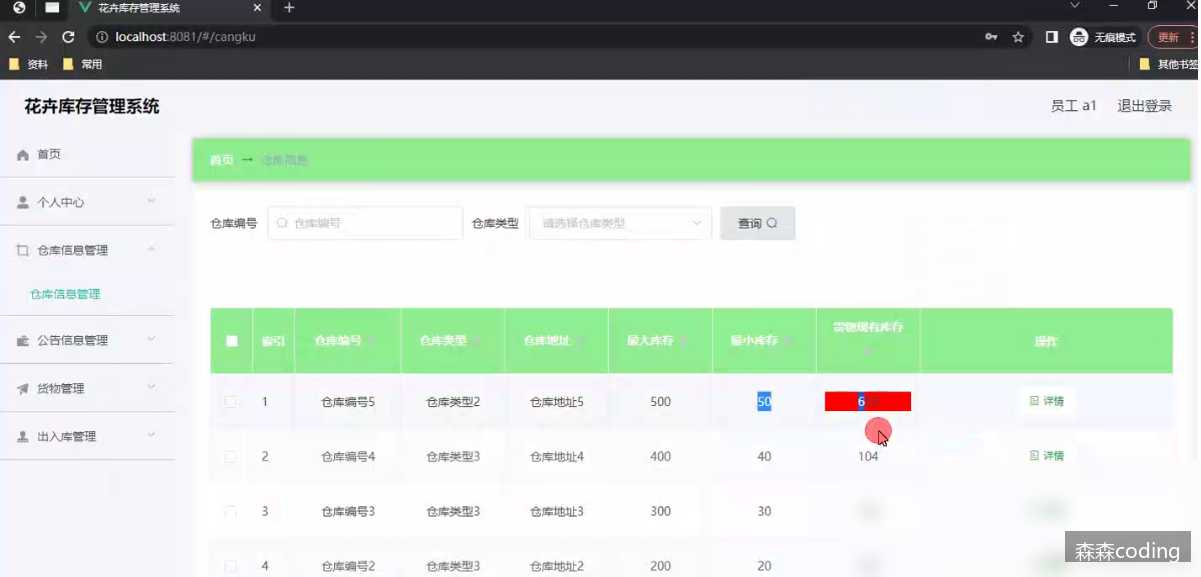 花卉库存管理系统
localhost:8081/#/cangku
无痕模式
更新
资料
常用
其他书签
花卉库存管理系统
员工 a1
退出登录
首页
首页 → 仓库信息
个人中心
仓库信息管理
仓库信息管理
公告信息管理
货物管理
出入库管理
仓库编号 仓库编号 仓库类型 请选择仓库类型 查询
索引 仓库编号 仓库类型 仓库地址 最大库存 最小库存 货物现有库存 操作
1 仓库编号5 仓库类型2 仓库地址5 500 50 详情
2 仓库编号4 仓库类型3 仓库地址4 400 40 104 详情
3 仓库编号3 仓库类型3 仓库地址3 300 30
4 仓库编号2 仓库类型3 仓库地址2 200 20
森森coding